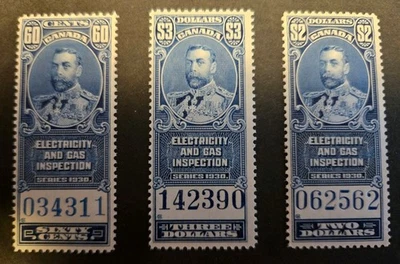 60 CENTS 60
CANADA
ELECTRICITY
AND GAS
INSPECTION
SERIES 1930.
034311
SIXTY
CENTS
$3 DOLLARS $3
CANADA
ELECTRICITY
AND GAS
INSPECTION
SERIES 1930.
142390
THREE
DOLLARS
$2 DOLLARS $2
CANADA
ELECTRICITY
AND GAS
INSPECTION
SERIES 1930.
062562
TWO
DOLLARS